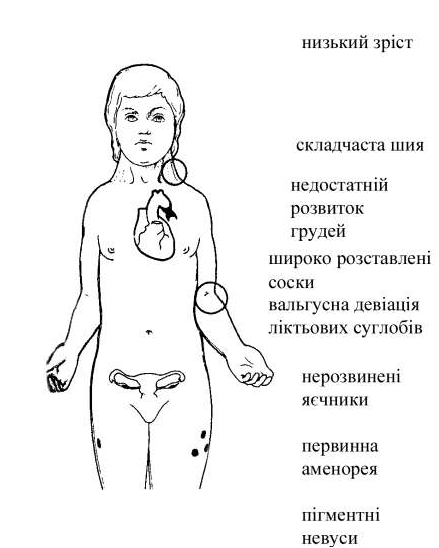 низький зріст
складчаста шия
недостатній
розвиток
грудей
широко розставлені
соски
вальгусна девіація
ліктьових суглобів
нерозвинені
яєчники
первинна
аменорея
пігментні
невуси